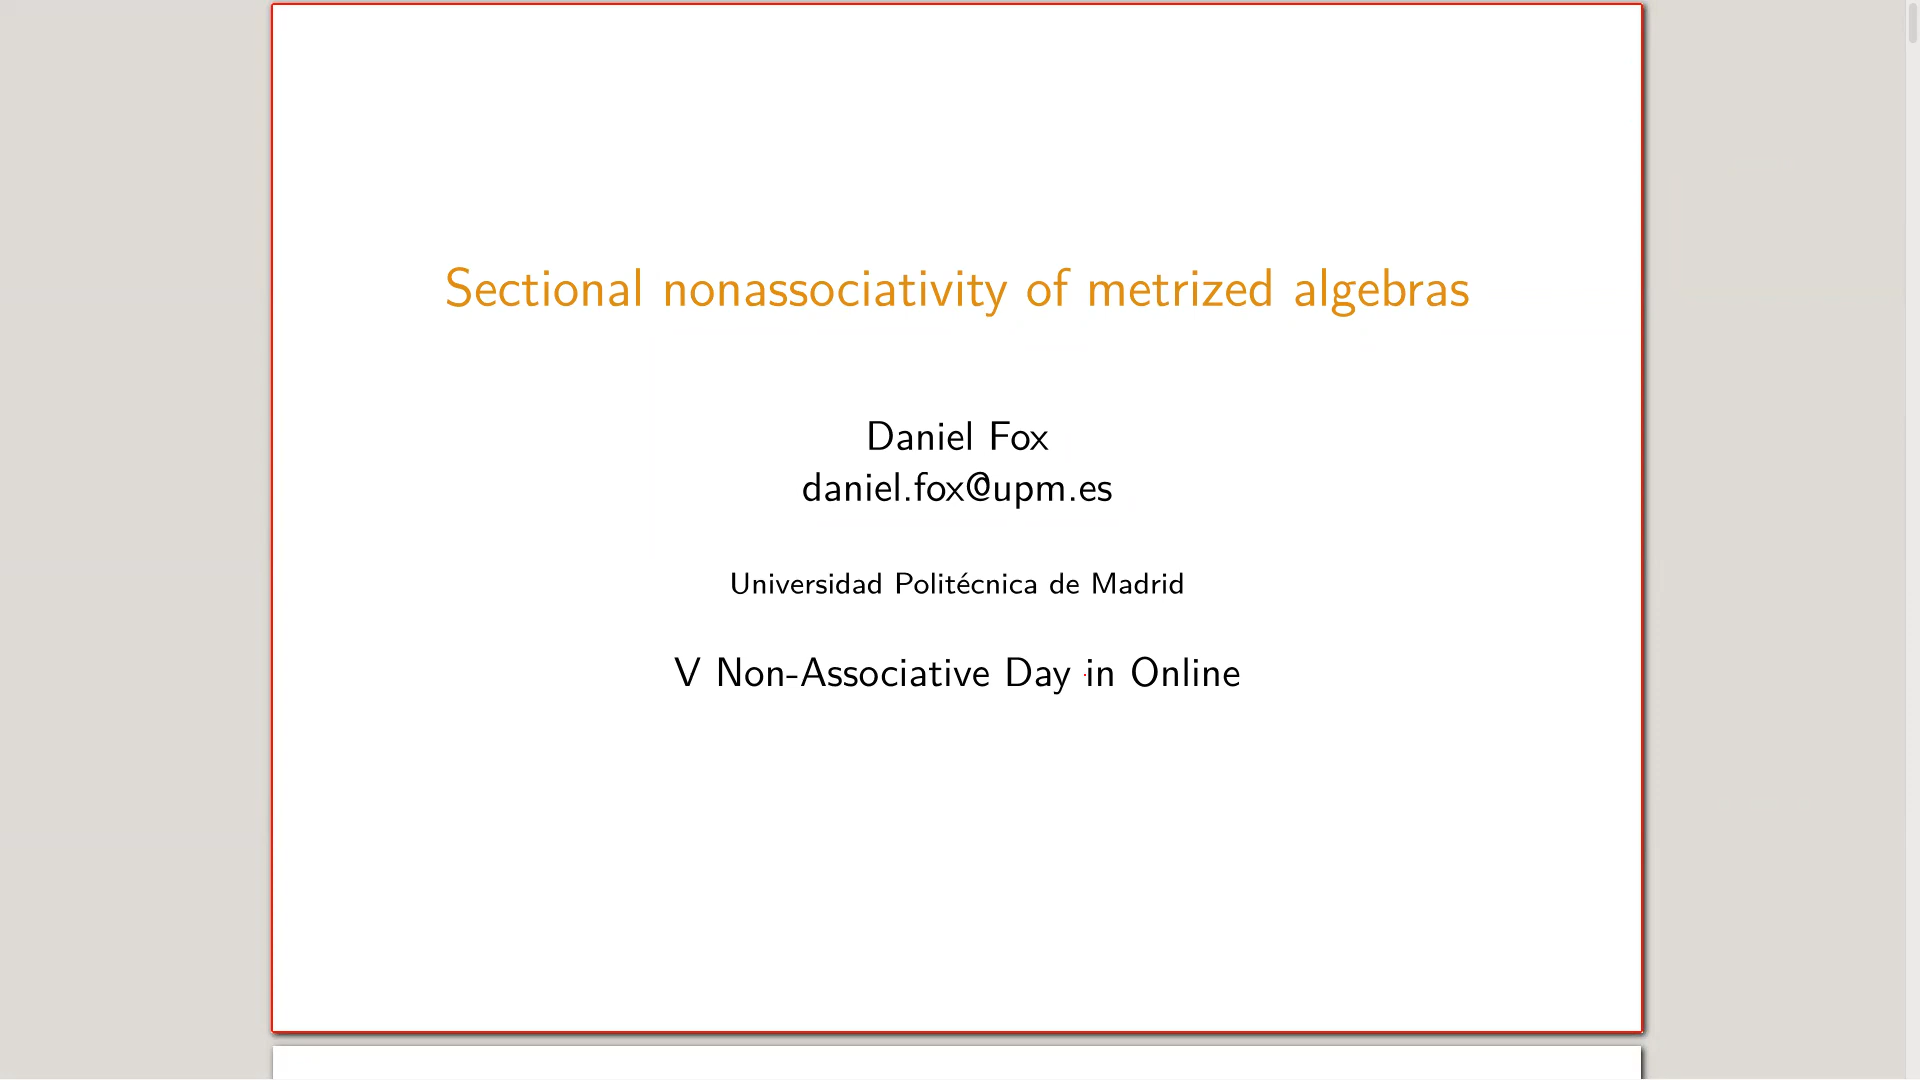 Sectional nonassociativity of metrized algebras
Daniel Fox
daniel.fox@upm.es
Universidad Politécnica de Madrid
V Non-Associative Day in Online